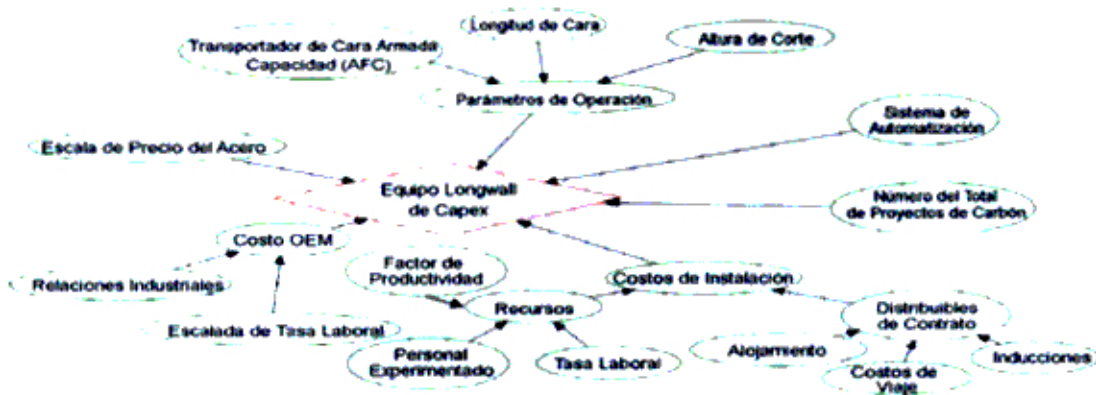 Longitud de Cara
Transportador de Cara Armada
Capacidad (AFC)
Altura de Corte
Parámetros de Operación
Sistema de
Automatización
Escala de Precio del Acero
Equipo Longwall
de Capex
Número del Total
de Proyectos de Carbón
Costo OEM
Factor de
Productividad
Costos de Instalación
Relaciones Industriales
Recursos
Distribuibles
de Contrato
Escalada de Tasa Laboral
Personal
Experimentado
Tasa Laboral
Alojamiento
Costos de
Viaje
Inducciones